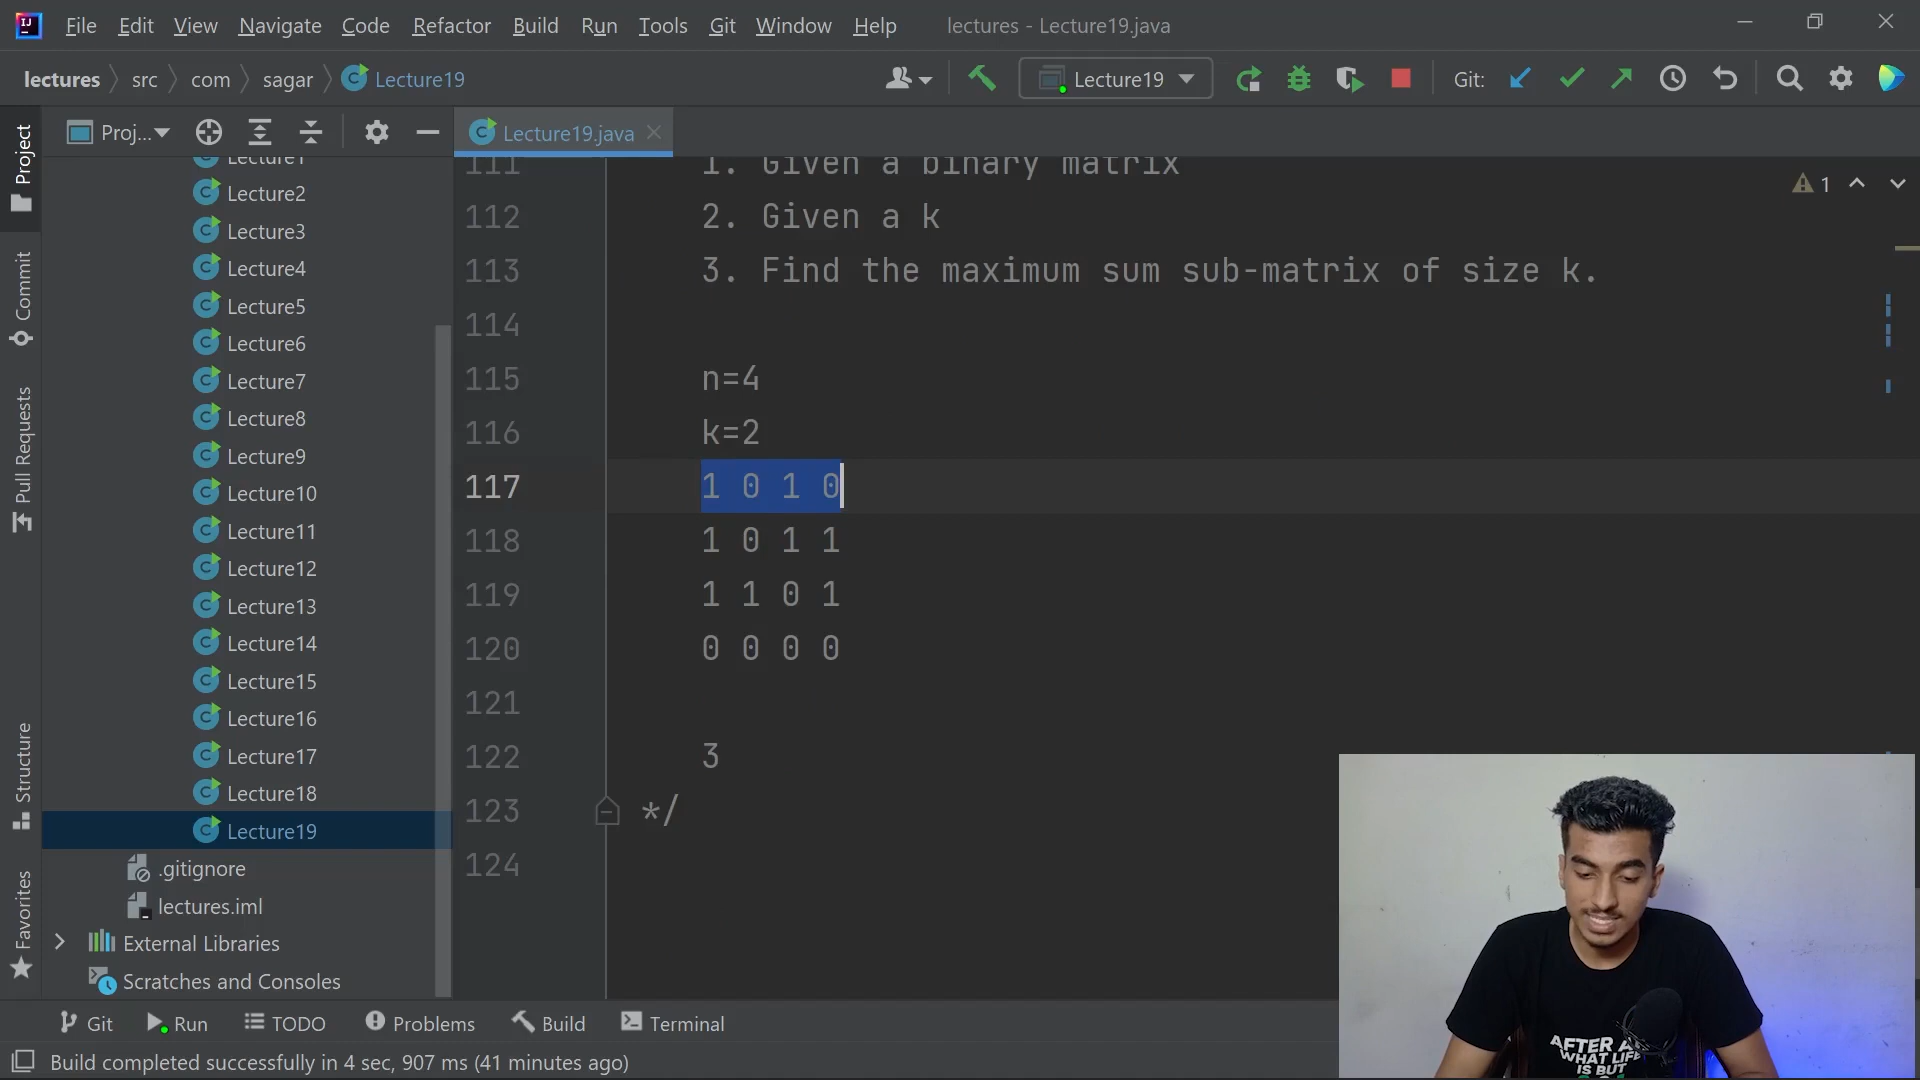 File Edit View Navigate Code Refactor Build Run Tools Git Window Help lectures - Lecture19.java
lectures src com sagar Lecture19 Lecture19 Git:
Proj... Lecture19.java
Project
Commit
Pull Requests
Structure
Favorites
Lecture1
Lecture2
Lecture3
Lecture4
Lecture5
Lecture6
Lecture7
Lecture8
Lecture9
Lecture10
Lecture11
Lecture12
Lecture13
Lecture14
Lecture15
Lecture16
Lecture17
Lecture18
Lecture19
.gitignore
lectures.iml
External Libraries
Scratches and Consoles
111 1. Given a binary matrix
1
112 2. Given a k
113 3. Find the maximum sum sub-matrix of size k.
114
115 n=4
116 k=2
117 1 0 1 0
118 1 0 1 1
119 1 1 0 1
120 0 0 0 0
121
122 3
123 */
124
WHAT LIFE
IS BUT
Git Run TODO Problems Build Terminal
Build completed successfully in 4 sec, 907 ms (41 minutes ago)